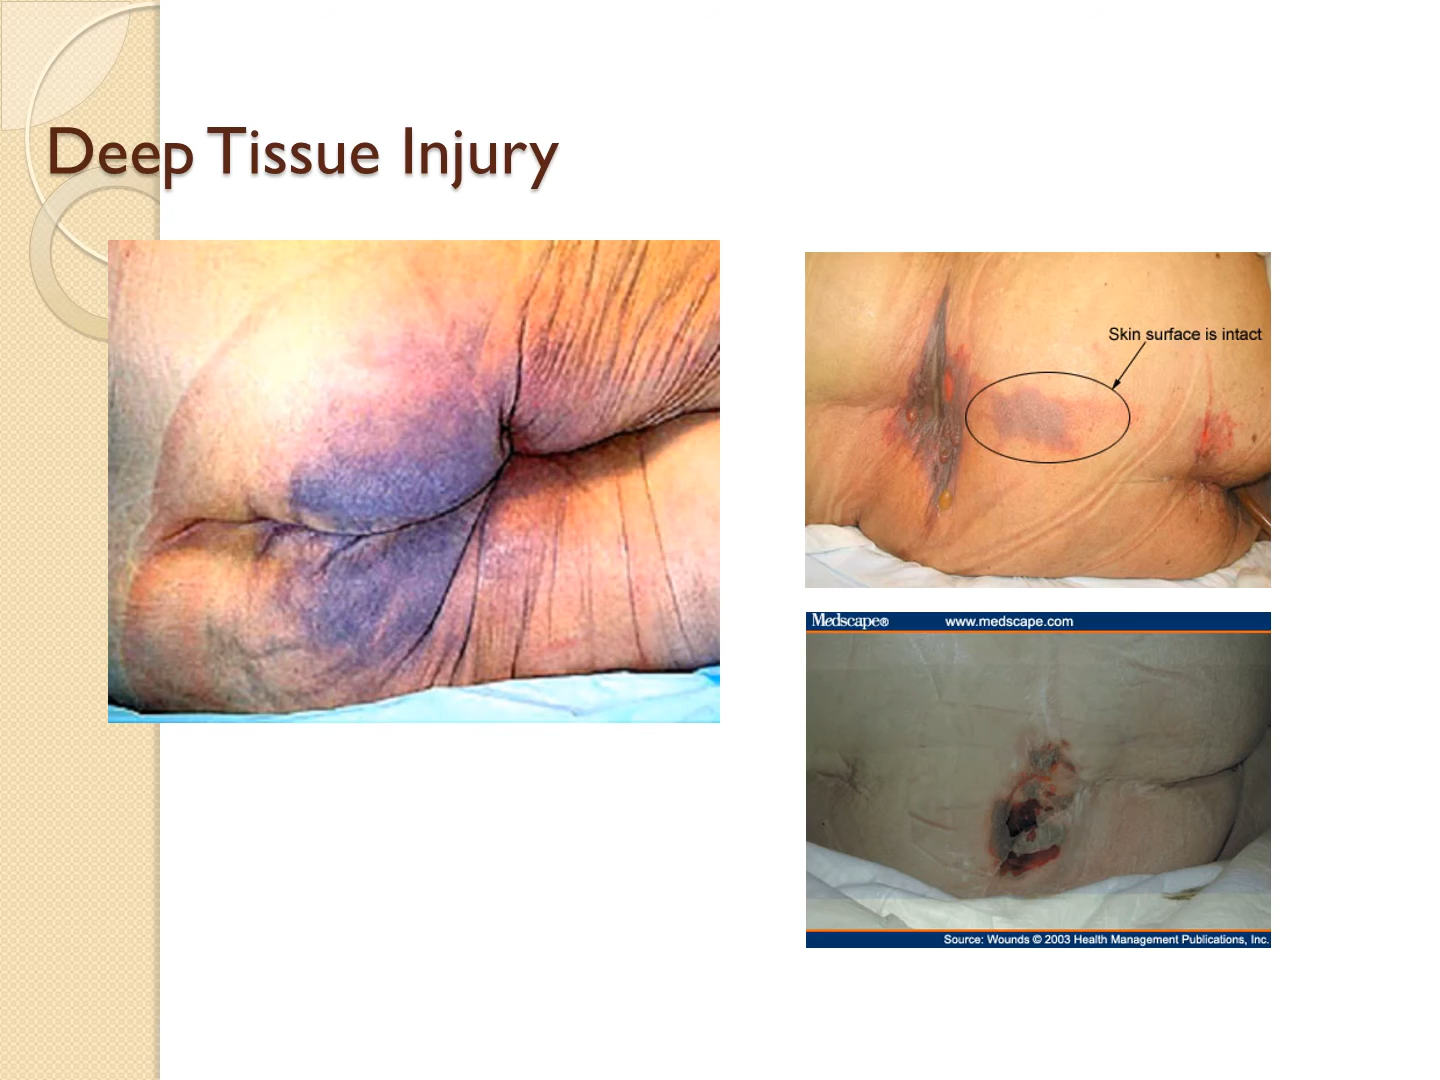 Deep Tissue Injury
Skin surface is intact
Medscape® www.medscape.com
Source: Wounds © 2003 Health Management Publications, Inc.